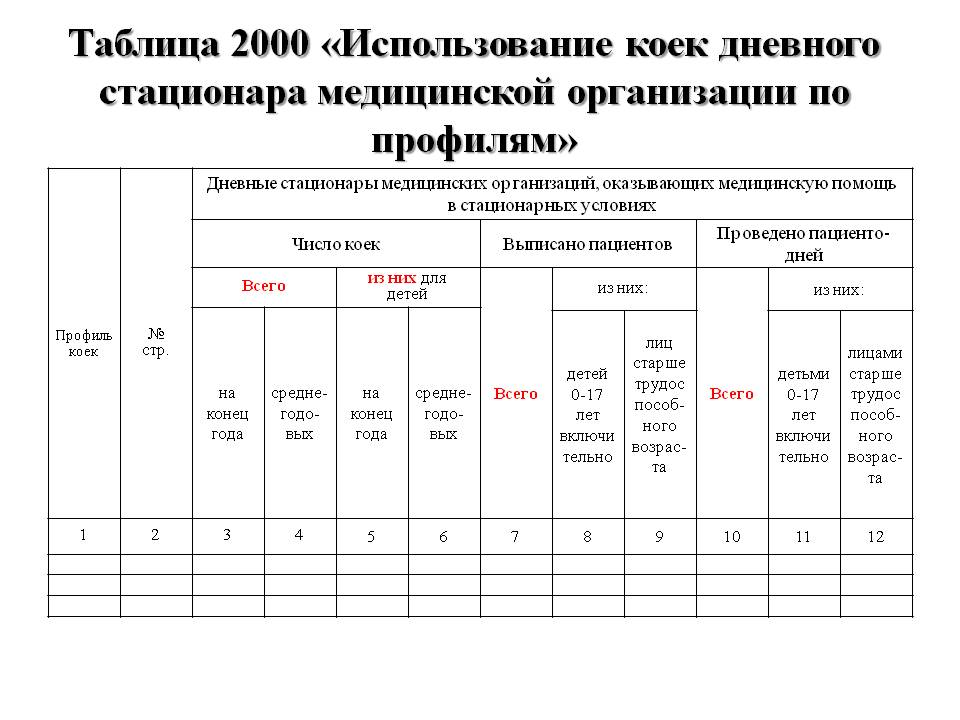 Таблица 2000 «Использование коек дневного
стационара медицинской организации по
профилям»
Дневные стационары медицинских организаций, оказывающих медицинскую помощь
в стационарных условиях
Число коек
Выписано пациентов
Проведено пациенто-
дней
Всего
из них для
детей
из них:
из них:
Профиль
коек
№
стр.
на
конец
года
средне-
годо-
вых
на
конец
года
средне-
годо-
вых
Всего
детей
0-17
лет
включи
тельно
лиц
старше
трудос
пособ-
ного
возрас-
та
Всего
детьми
0-17
лет
включи
тельно
лицами
старше
трудос
пособ-
ного
возрас-
та
1 2 3 4 5 6 7 8 9 10 11 12